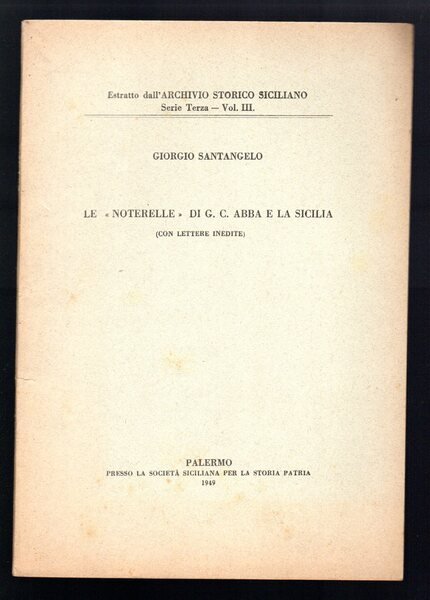 Estratto dall'ARCHIVIO STORICO SICILIANO
Serie Terza — Vol. III.
GIORGIO SANTANGELO
LE « NOTERELLE » DI G. C. ABBA E LA SICILIA
(CON LETTERE INEDITE)
PALERMO
PRESSO LA SOCIETÀ SICILIANA PER LA STORIA PATRIA
1949